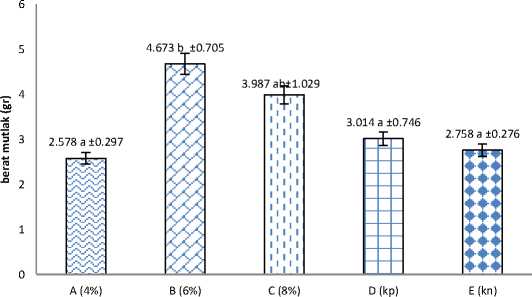 6
5
4
3
2
1
0
berat mutlak (gr)
2.578 a ±0.297
4.673 b ±0.705
3.987 ab±1.029
3.014 a ±0.746
2.758 a ±0.276
A (4%)
B (6%)
C (8%)
D (kp)
E (kn)